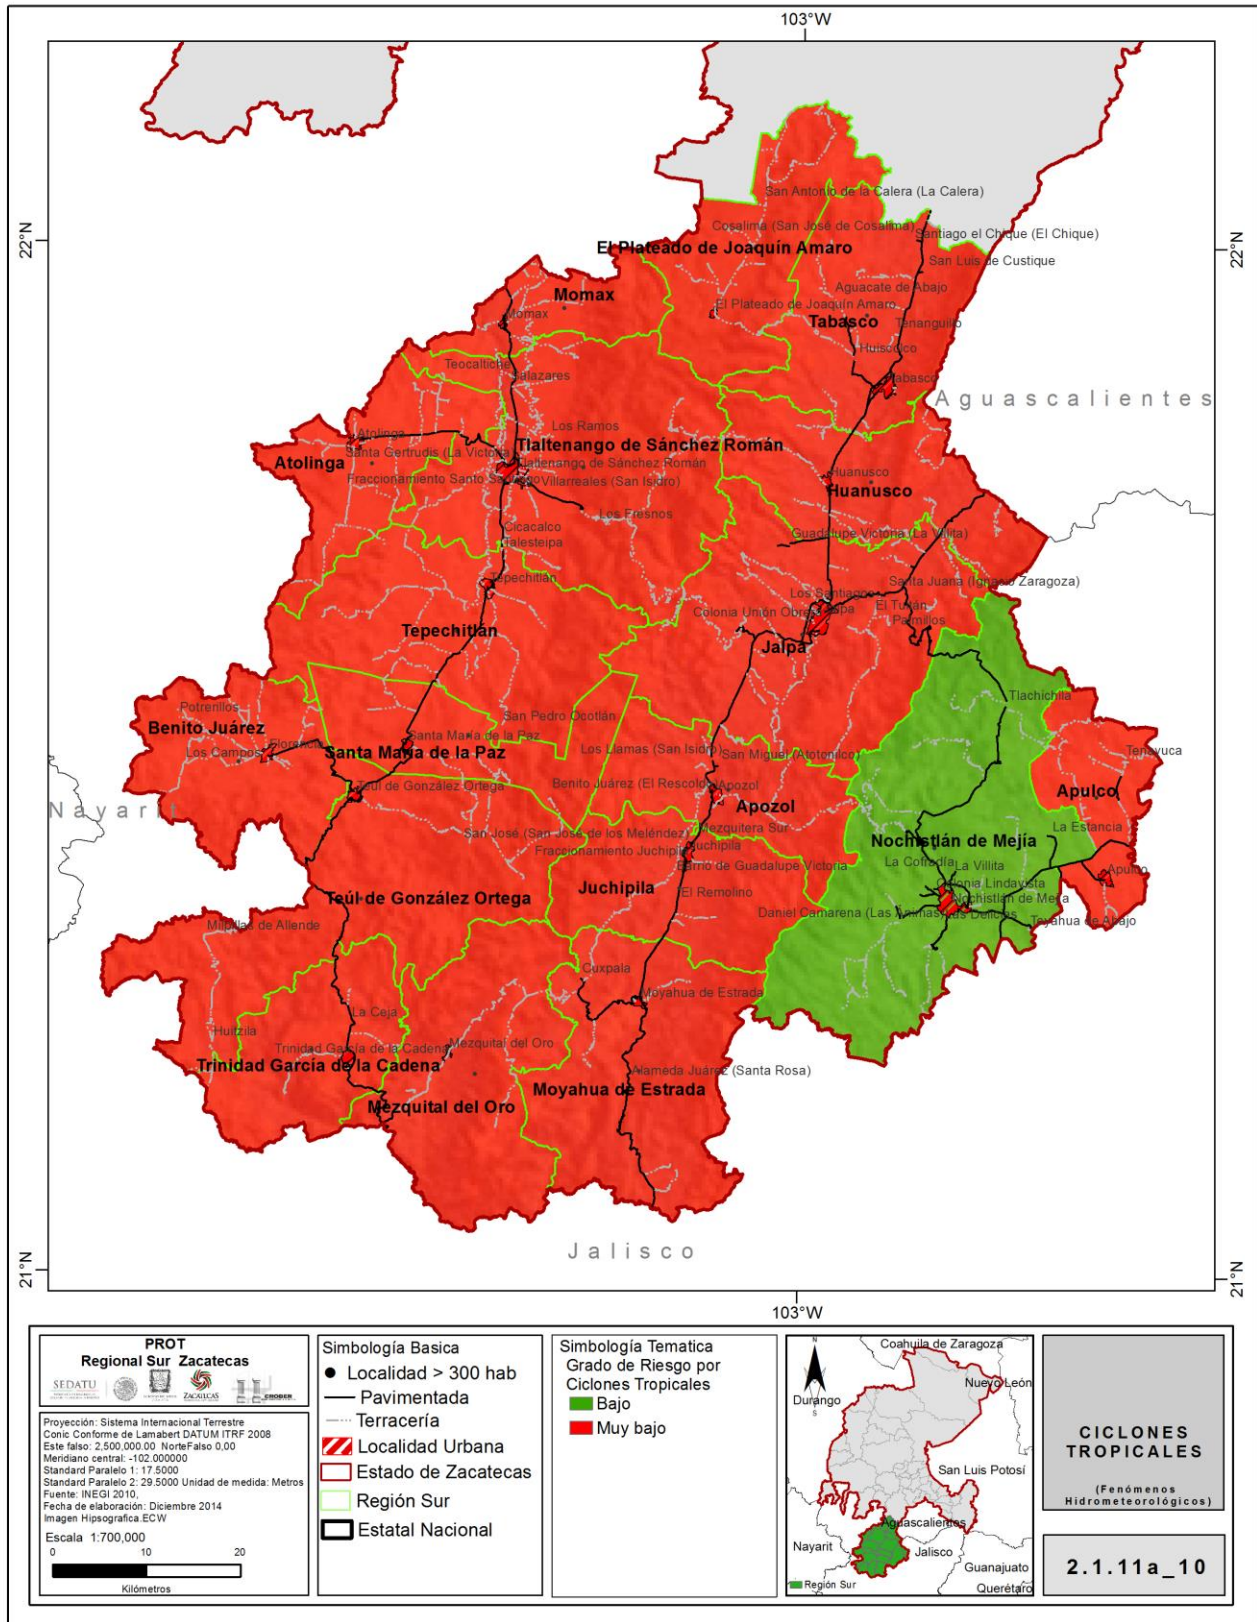 103°W
22°N
22°N
San Antonio de la Calera (La Calera)
Cosalima (San José de Cosalima)
Santiago el Chique (El Chique)
El Plateado de Joaquín Amaro
San Luis de Custique
Aguacate de Abajo
Momax
El Plateado de Joaquín Amaro
Momax
Tabasco
Tenanguillo
Huiscolco
Teocaltiche
Salazares
Tabasco
Aguascalientes
Los Ramos
Atolinga
Tlaltenango de Sánchez Román
Santa Gertrudis (La Victoria)
Atolinga
Tlaltenango de Sánchez Román
Huanusco
Fraccionamiento Santo
Villarreales (San Isidro)
Huanusco
Los Fresnos
Cicacalco
Guadalupe Victoria (La Villita)
Talesteipa
Tepechitlán
Santa Juana (Ignacio Zaragoza)
Los Santiagos
El Tuitán
Colonia Unión Obrera
Jalpa
Palmillos
Tepechitlán
Jalpa
Tlachichila
Potrerillos
San Pedro Ocotlán
Benito Juárez
Santa María de la Paz
Florencia
Los Campos
Santa María de la Paz
Los Llamas (San Isidro)
San Miguel (Atotonilco)
Tenayuca
Teúl de González Ortega
Benito Juárez (El Rescoldo)
Apozol
Apulco
Nayarit
Apozol
Mezquitera Sur
La Estancia
San José (San José de los Meléndez)
Nochistlán de Mejía
Fraccionamiento Juchipila
Juchipila
La Cofradía
La Villita
Barrio de Guadalupe Victoria
Apulco
Juchipila
El Remolino
Colonia Lindavista
Teúl de González Ortega
Nochistlán de Mejía
Daniel Camarena (Las Animas)
Las Delicias
Milpillas de Allende
Teyahua de Abajo
Cuxpala
Moyahua de Estrada
La Ceja
Huitzila
Mezquital del Oro
Trinidad García de la Cadena
Trinidad García de la Cadena
Alameda Juárez (Santa Rosa)
Moyahua de Estrada
Mezquital del Oro
Jalisco
21°N
21°N
103°W
PROT
Regional Sur Zacatecas
SEDATU
ZACATECAS
Proyección: Sistema Internacional Terrestre
Conic Conforme de Lamabert DATUM ITRF 2008
Este falso: 2,500,000.00 NorteFalso 0,00
Meridiano central: -102.000000
Standard Paralelo 1: 17.5000
Standard Paralelo 2: 29.5000 Unidad de medida: Metros
Fuente: INEGI 2010,
Fecha de elaboración: Diciembre 2014
Imagen Hipsografica.ECW
Escala 1:700,000
0 10 20
Kilómetros
Simbología Basica
Localidad > 300 hab
Pavimentada
Terracería
Localidad Urbana
Estado de Zacatecas
Región Sur
Estatal Nacional
Simbología Tematica
Grado de Riesgo por
Ciclones Tropicales
Bajo
Muy bajo
N
S
Coahuila de Zaragoza
Nuevo León
Durango
San Luis Potosí
Aguascalientes
Nayarit
Jalisco
Guanajuato
Querétaro
Región Sur
CICLONES
TROPICALES
(Fenómenos
Hidrometeorológicos)
2.1.11a_10